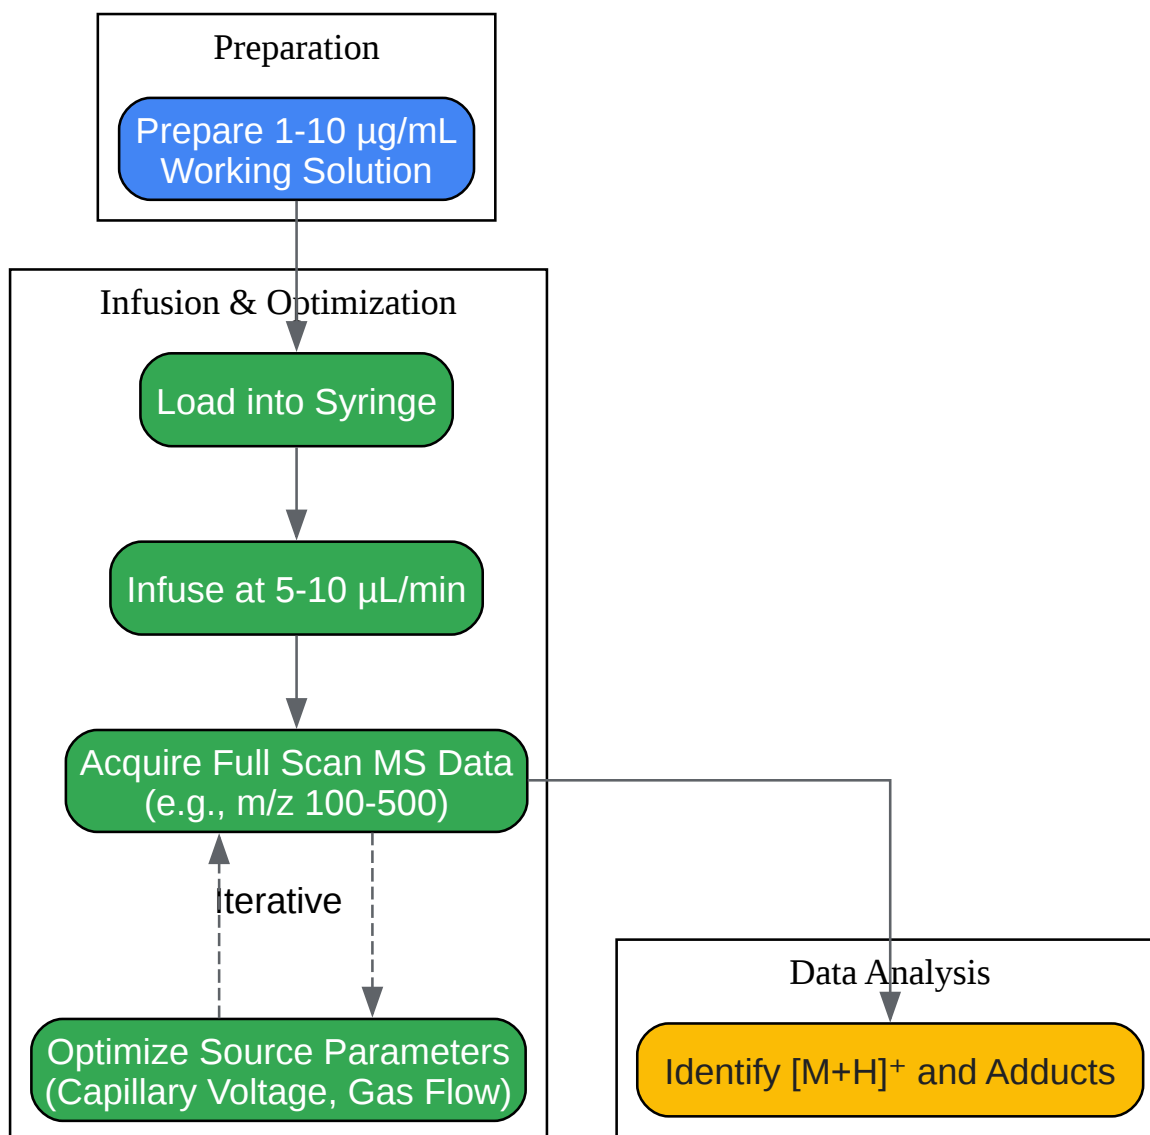 Preparation
Prepare 1-10 µg/mL
Working Solution
Infusion & Optimization
Load into Syringe
Infuse at 5-10 µL/min
Acquire Full Scan MS Data
(e.g., m/z 100-500)
Iterative
Optimize Source Parameters
(Capillary Voltage, Gas Flow)
Data Analysis
Identify [M+H]⁺ and Adducts